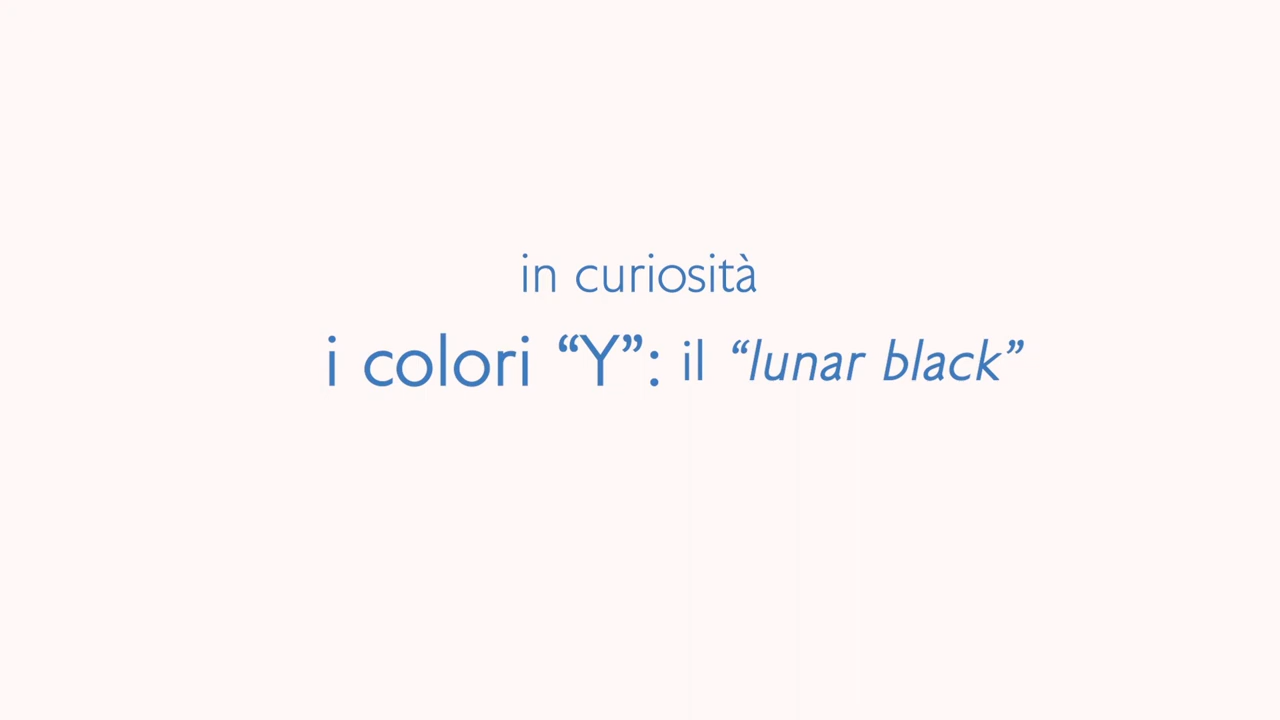 in curiosità
i colori “Y”: il “lunar black”